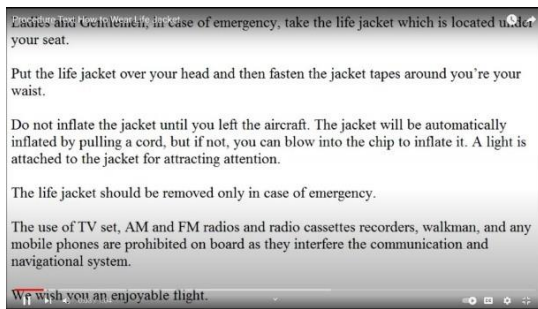 Procedure Text How to Wear Life Jacket
Ladies and Gentlemen, in case of emergency, take the life jacket which is located under
your seat.
Put the life jacket over your head and then fasten the jacket tapes around you're your
waist.
Do not inflate the jacket until you left the aircraft. The jacket will be automatically
inflated by pulling a cord, but if not, you can blow into the chip to inflate it. A light is
attached to the jacket for attracting attention.
The life jacket should be removed only in case of emergency.
The use of TV set, AM and FM radios and radio cassettes recorders, walkman, and any
mobile phones are prohibited on board as they interfere the communication and
navigational system.
We wish you an enjoyable flight.